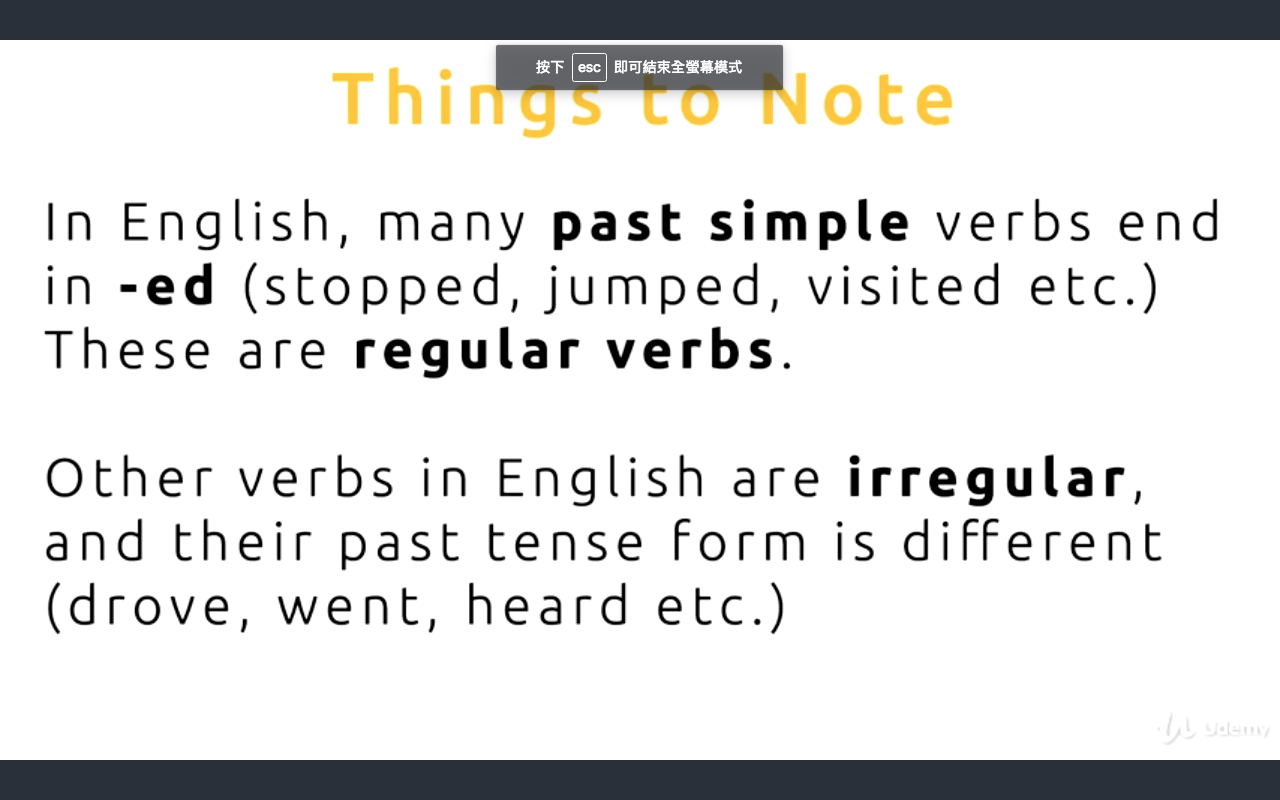 按下 esc 即可結束全螢幕模式
Things to Note
In English, many past simple verbs end
in -ed (stopped, jumped, visited etc.)
These are regular verbs.
Other verbs in English are irregular,
and their past tense form is different
(drove, went, heard etc.)
Udemy